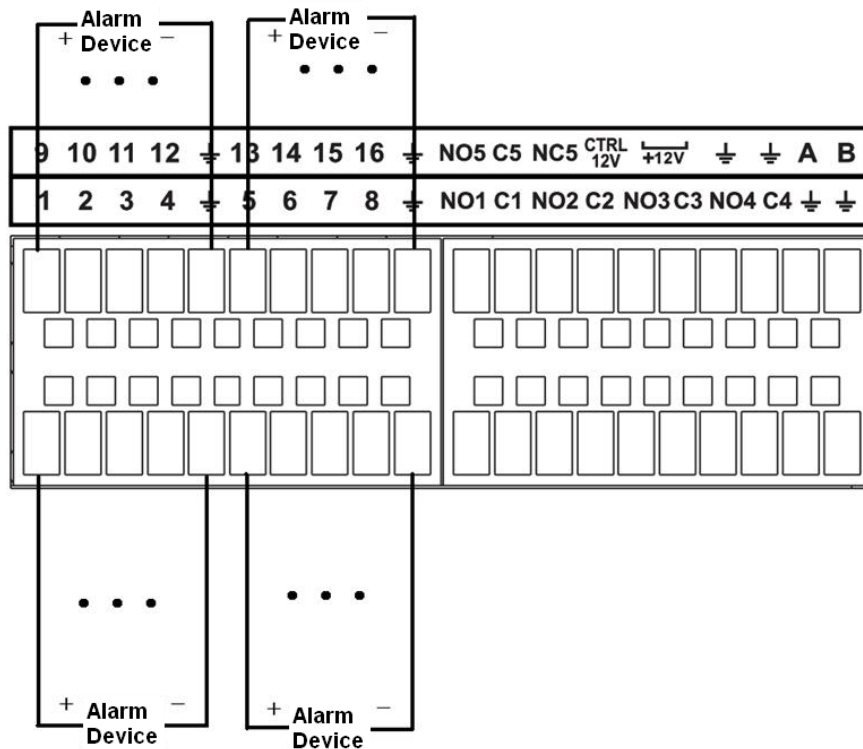 Alarm
+ Device −
Alarm
+ Device −
9 10 11 12 ⏚ 13 14 15 16 ⏚ NO5 C5 NC5 CTRL 12V +12V ⏚ ⏚ A B
1 2 3 4 ⏚ 5 6 7 8 ⏚ NO1 C1 NO2 C2 NO3 C3 NO4 C4 ⏚ ⏚
+ Alarm −
Device
+ Alarm −
Device